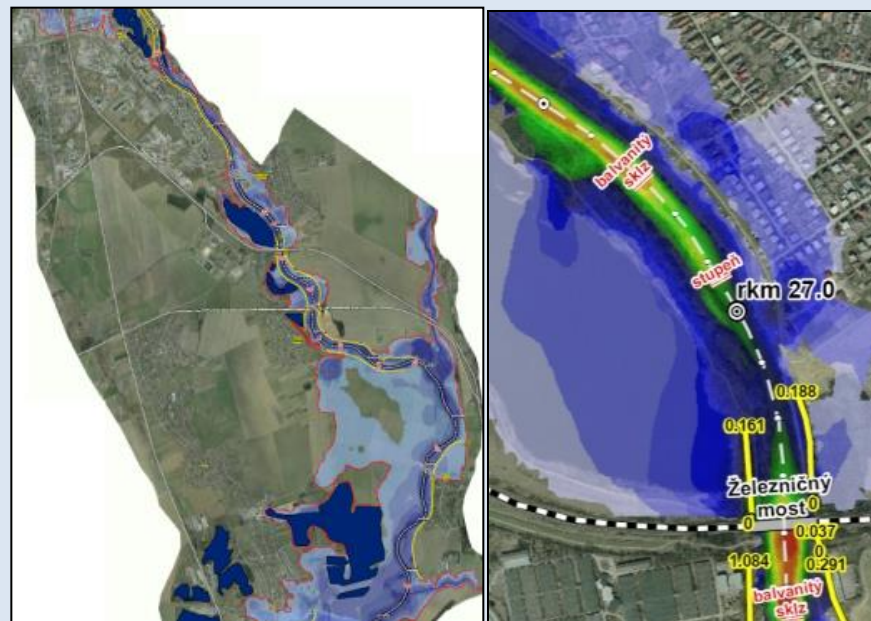 balvanitý
sklz
stupeň
rkm 27.0
0.188
0.161
Železničný
most
0
0
0.037
0
1.084
0.291
balvanitý
sklz